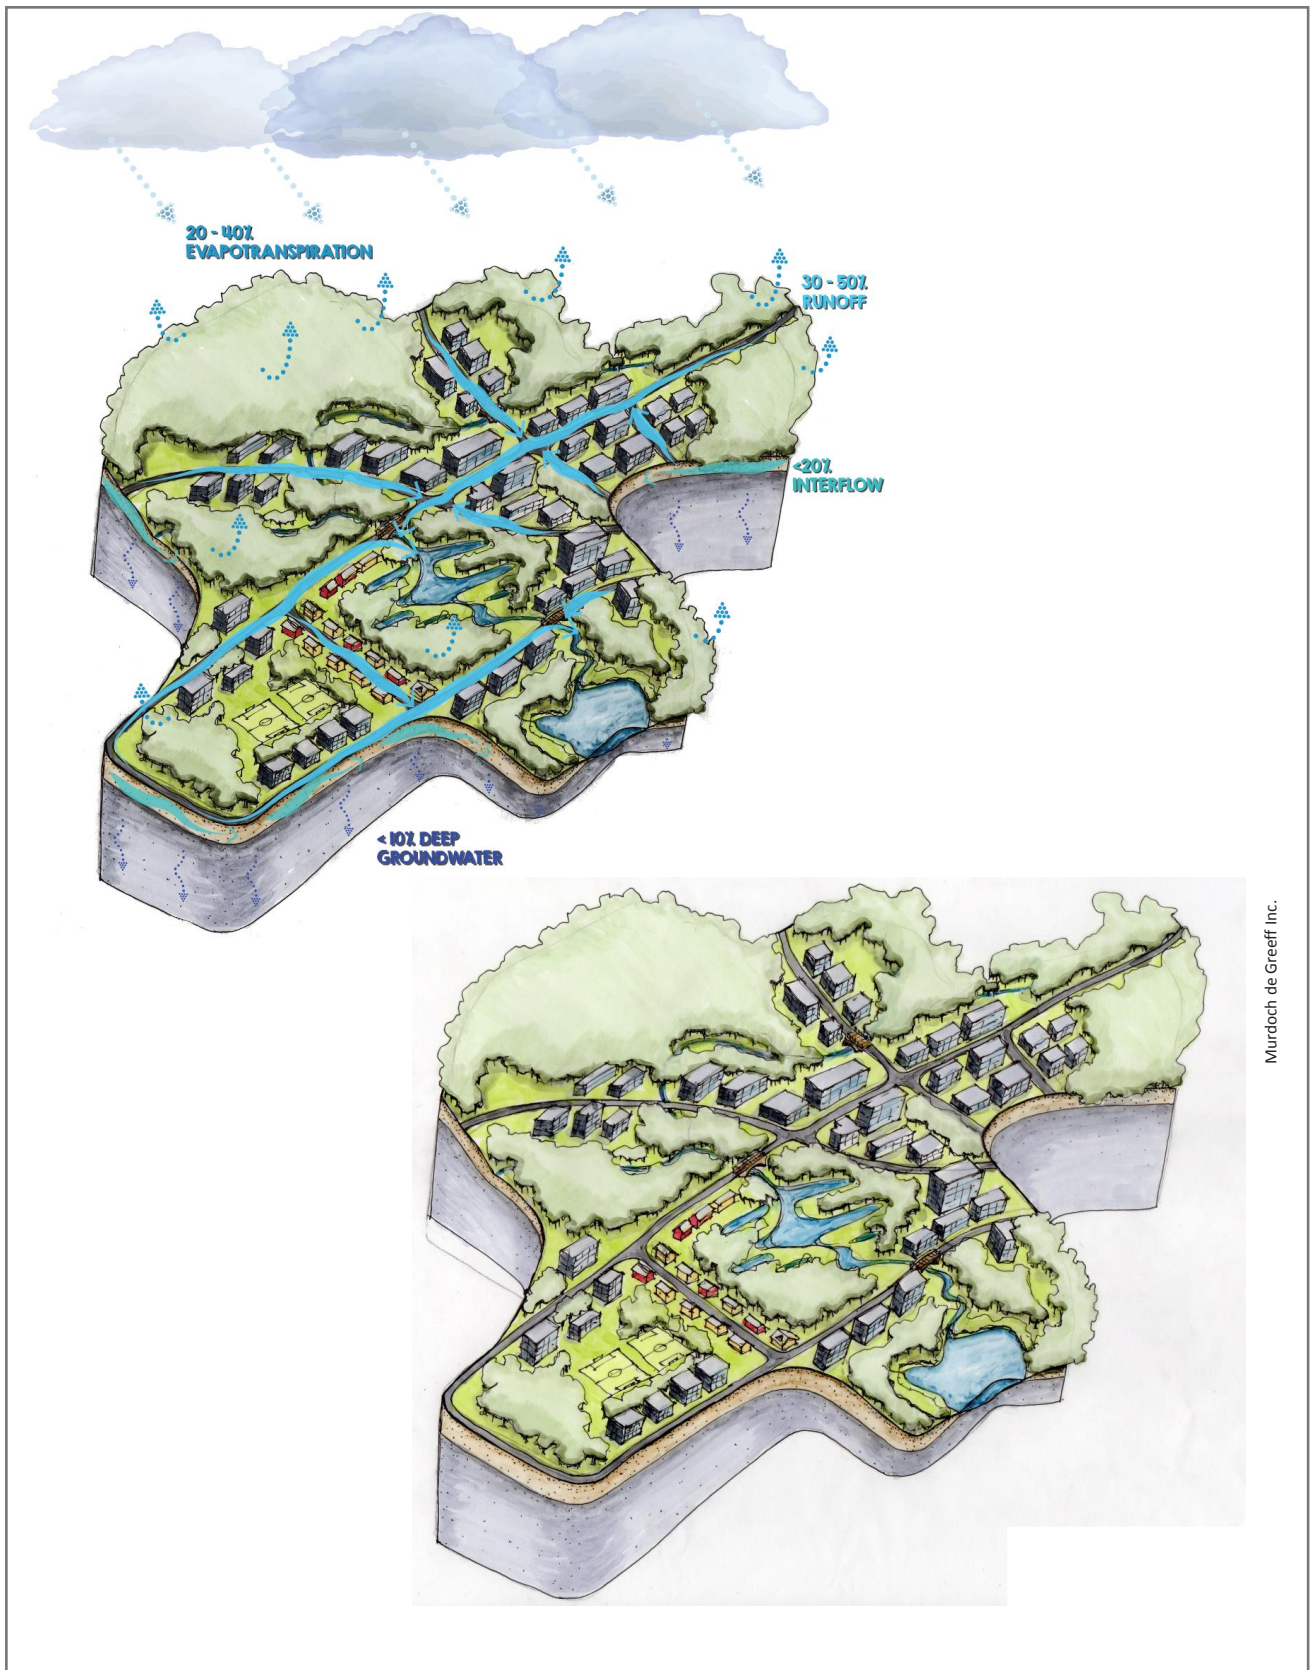 20 - 40%
EVAPOTRANSPIRATION
30 - 50%
RUNOFF
<20%
INTERFLOW
< 10% DEEP
GROUNDWATER
Murdoch de Greeff Inc.